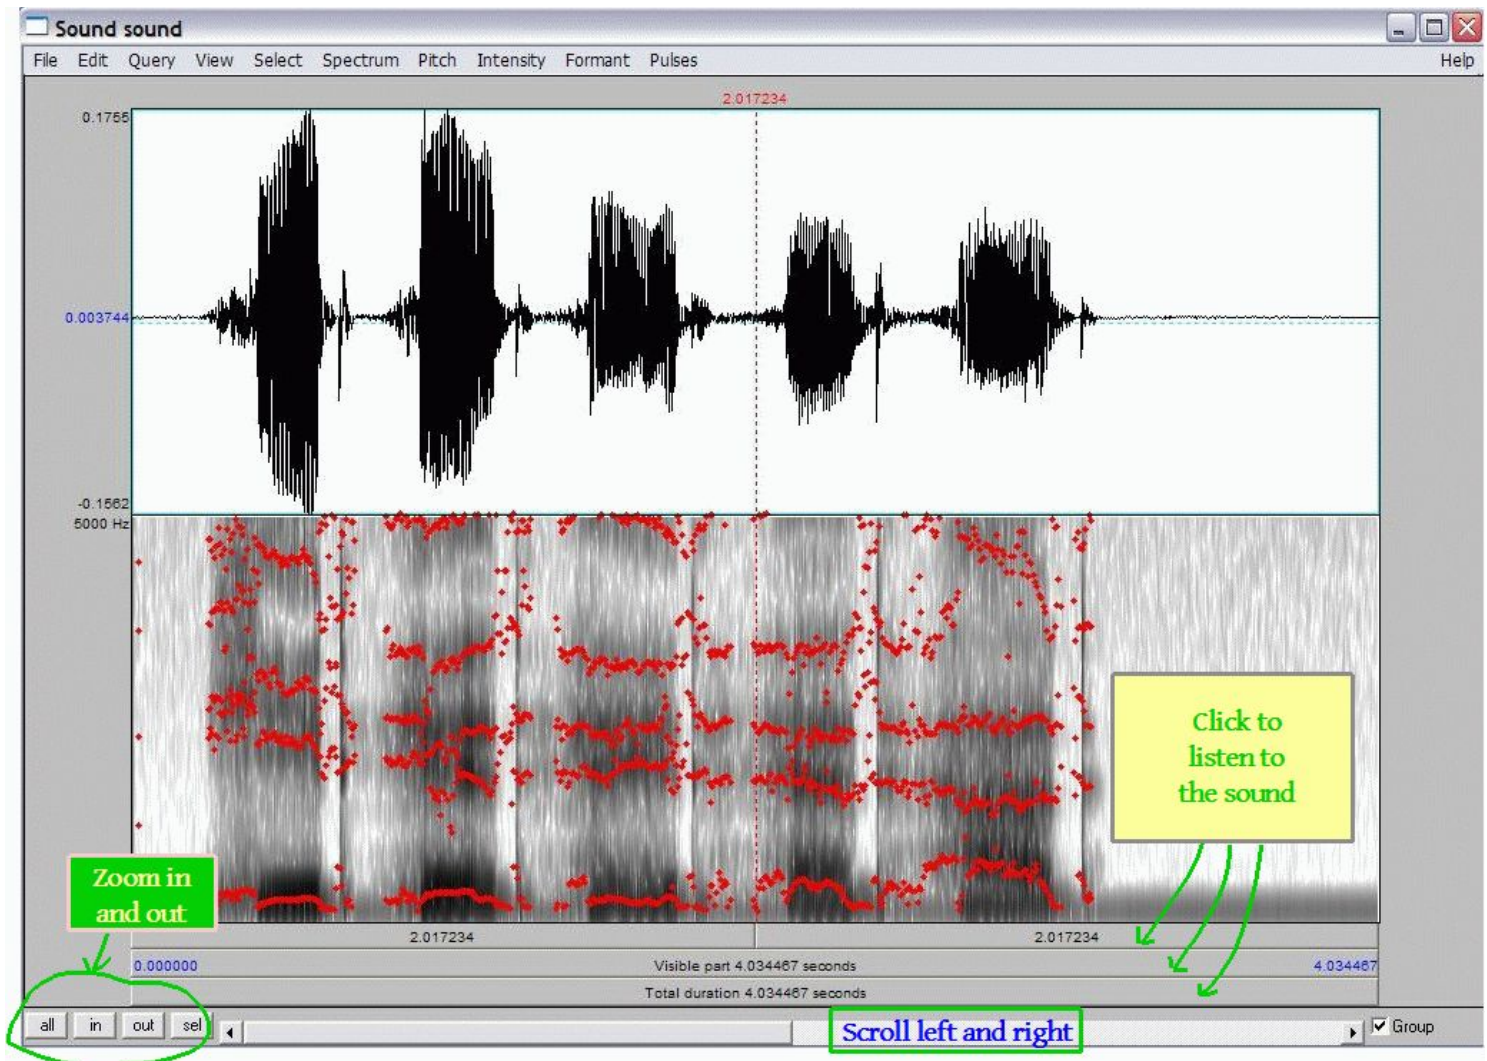 Sound sound
File Edit Query View Select Spectrum Pitch Intensity Formant Pulses Help
2.017234
0.1755
0.003744
-0.1562
5000 Hz
Click to
listen to
the sound
Zoom in
and out
2.017234 2.017234
0.000000 Visible part 4.034467 seconds 4.034467
Total duration 4.034467 seconds
all in out sel Scroll left and right Group